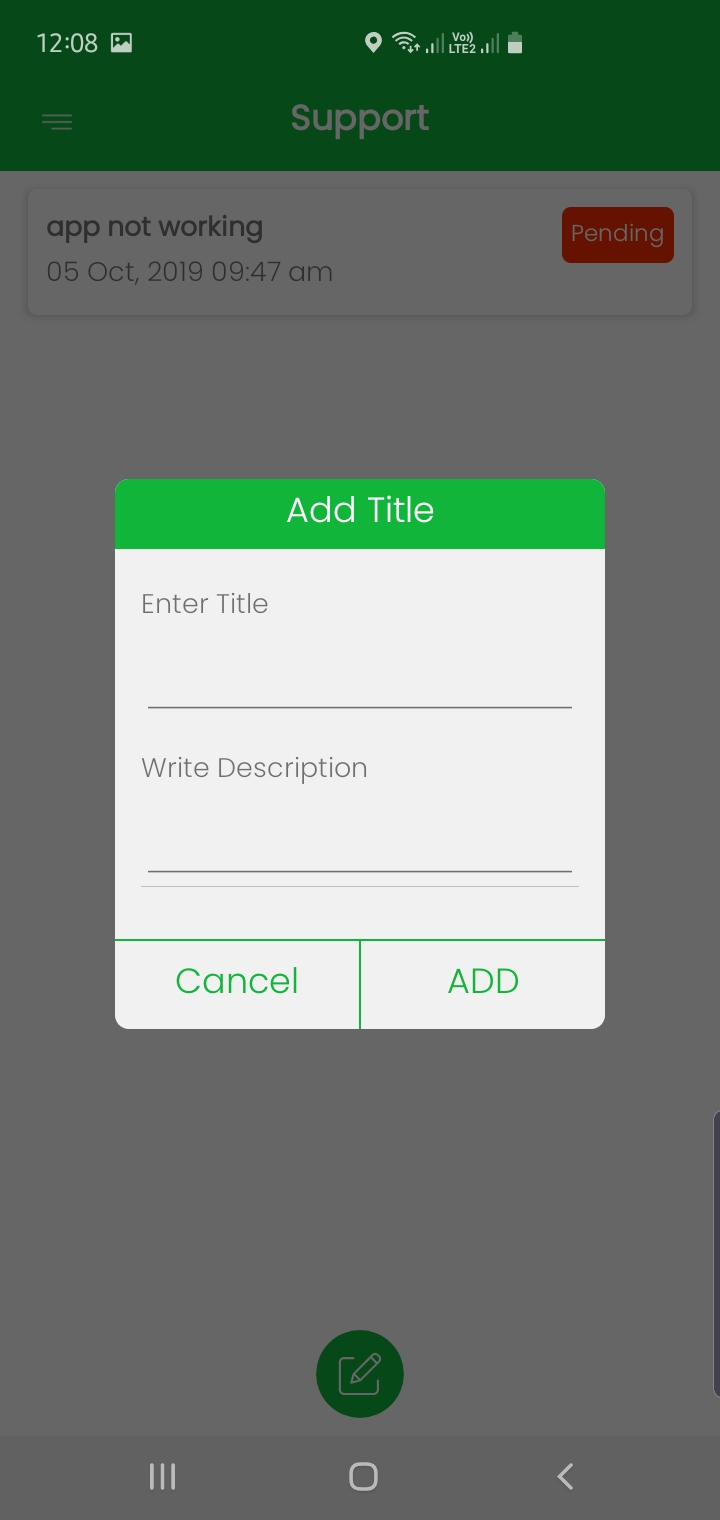 12:08
Vo)) LTE2
Support
app not working
Pending
05 Oct, 2019 09:47 am
Add Title
Enter Title
Write Description
Cancel
ADD